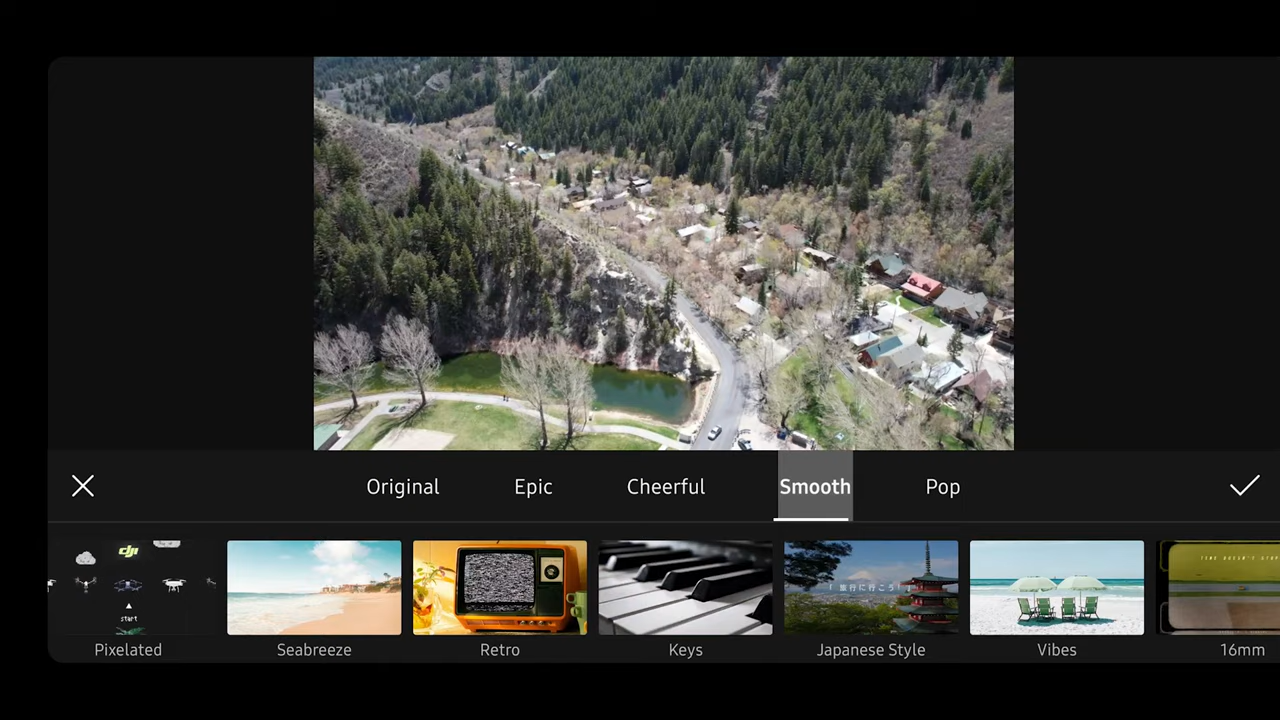 Original
Epic
Cheerful
Smooth
Pop
dji
start
「旅行に行こう!」
Pixelated
Seabreeze
Retro
Keys
Japanese Style
Vibes
16mm